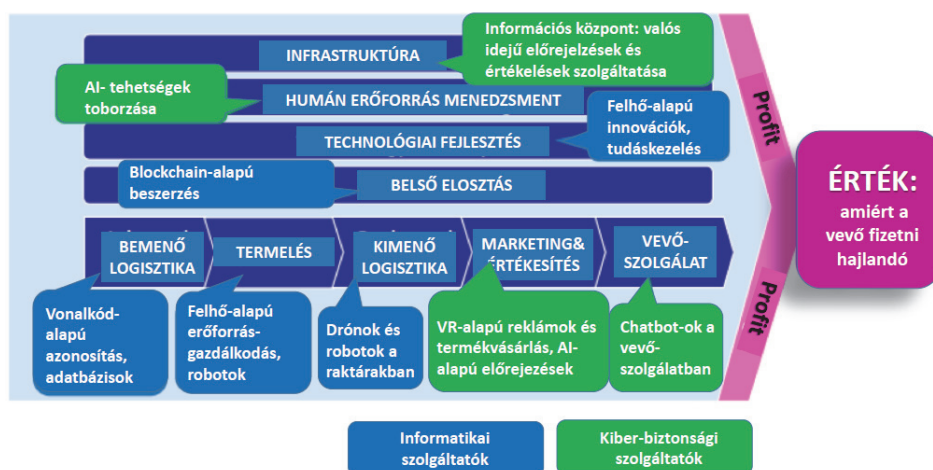 INFRASTRUKTÚRA
Információs központ: valós
idejű előrejelzések és
értékelések szolgáltatása
AI- tehetségek
toborzása
HUMÁN ERŐFORRÁS MENEDZSMENT
TECHNOLÓGIAI FEJLESZTÉS
Felhő-alapú
innovációk,
tudáskezelés
Blockchain-alapú
beszerzés
BELSŐ ELOSZTÁS
BEMENŐ
LOGISZTIKA
TERMELÉS
KIMENŐ
LOGISZTIKA
MARKETING&
ÉRTÉKESÍTÉS
VEVŐ-
SZOLGÁLAT
Vonalkód-
alapú
azonosítás,
adatbázisok
Felhő-alapú
erőforrás-
gazdálkodás,
robotok
Drónok és
robotok a
raktárakban
VR-alapú reklámok és
termékvásárlás, AI-
alapú előrejezések
Chatbot-ok a
vevő-
szolgálatban
Profit
Profit
ÉRTÉK:
amiért a
vevő fizetni
hajlandó
Informatikai
szolgáltatók
Kiber-biztonsági
szolgáltatók